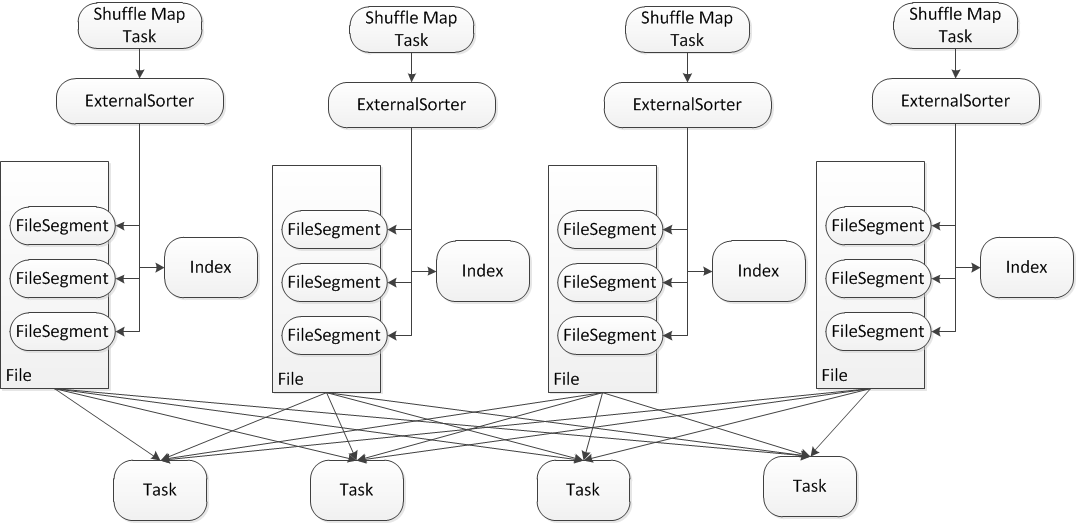 Shuffle Map
Task
Shuffle Map
Task
Shuffle Map
Task
Shuffle Map
Task
ExternalSorter
ExternalSorter
ExternalSorter
ExternalSorter
FileSegment
FileSegment
FileSegment
Index
File
FileSegment
FileSegment
FileSegment
Index
File
FileSegment
FileSegment
FileSegment
Index
File
FileSegment
FileSegment
FileSegment
Index
File
Task
Task
Task
Task